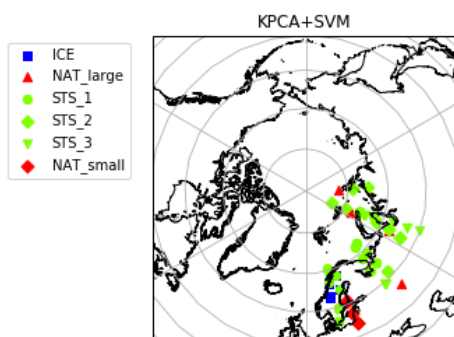 KPCA+SVM
ICE
NAT_large
STS_1
STS_2
STS_3
NAT_small